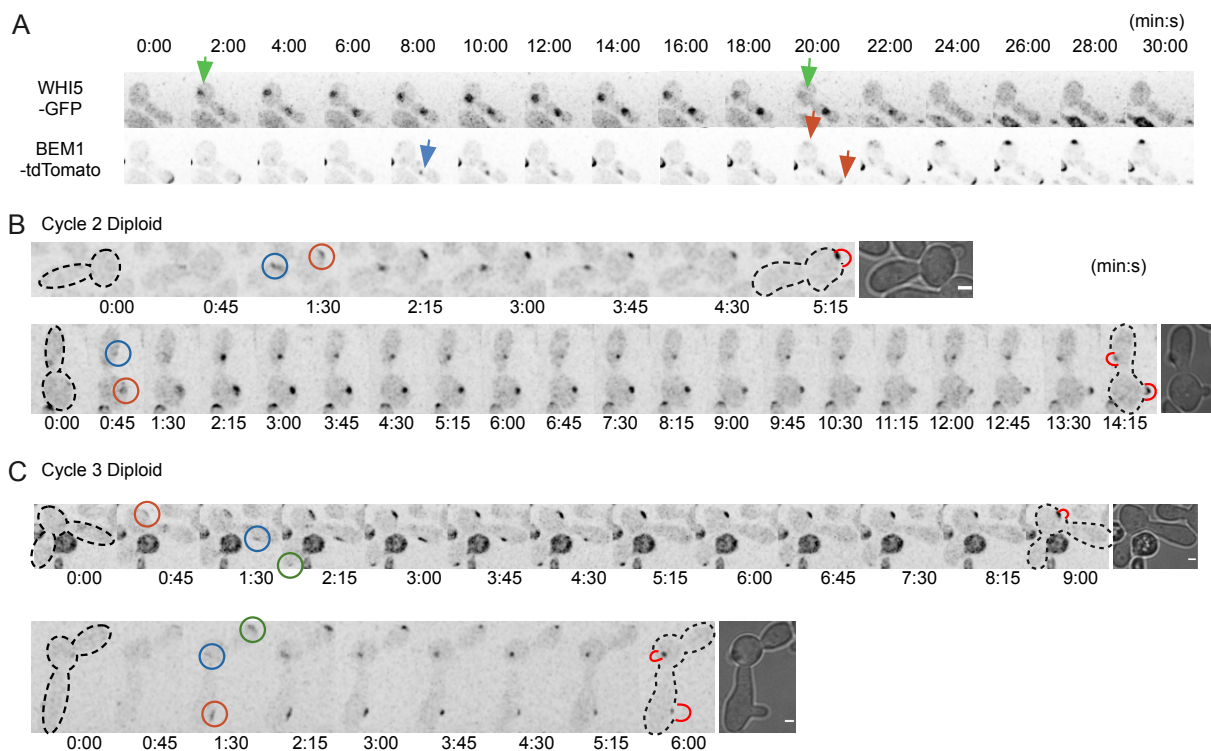 A
(min:s)
0:00 2:00 4:00 6:00 8:00 10:00 12:00 14:00 16:00 18:00 20:00 22:00 24:00 26:00 28:00 30:00
WHI5
-GFP
BEM1
-tdTomato
B Cycle 2 Diploid
(min:s)
0:00 0:45 1:30 2:15 3:00 3:45 4:30 5:15
0:00 0:45 1:30 2:15 3:00 3:45 4:30 5:15 6:00 6:45 7:30 8:15 9:00 9:45 10:30 11:15 12:00 12:45 13:30 14:15
C Cycle 3 Diploid
0:00 0:45 1:30 2:15 3:00 3:45 4:30 5:15 6:00 6:45 7:30 8:15 9:00
0:00 0:45 1:30 2:15 3:00 3:45 4:30 5:15 6:00